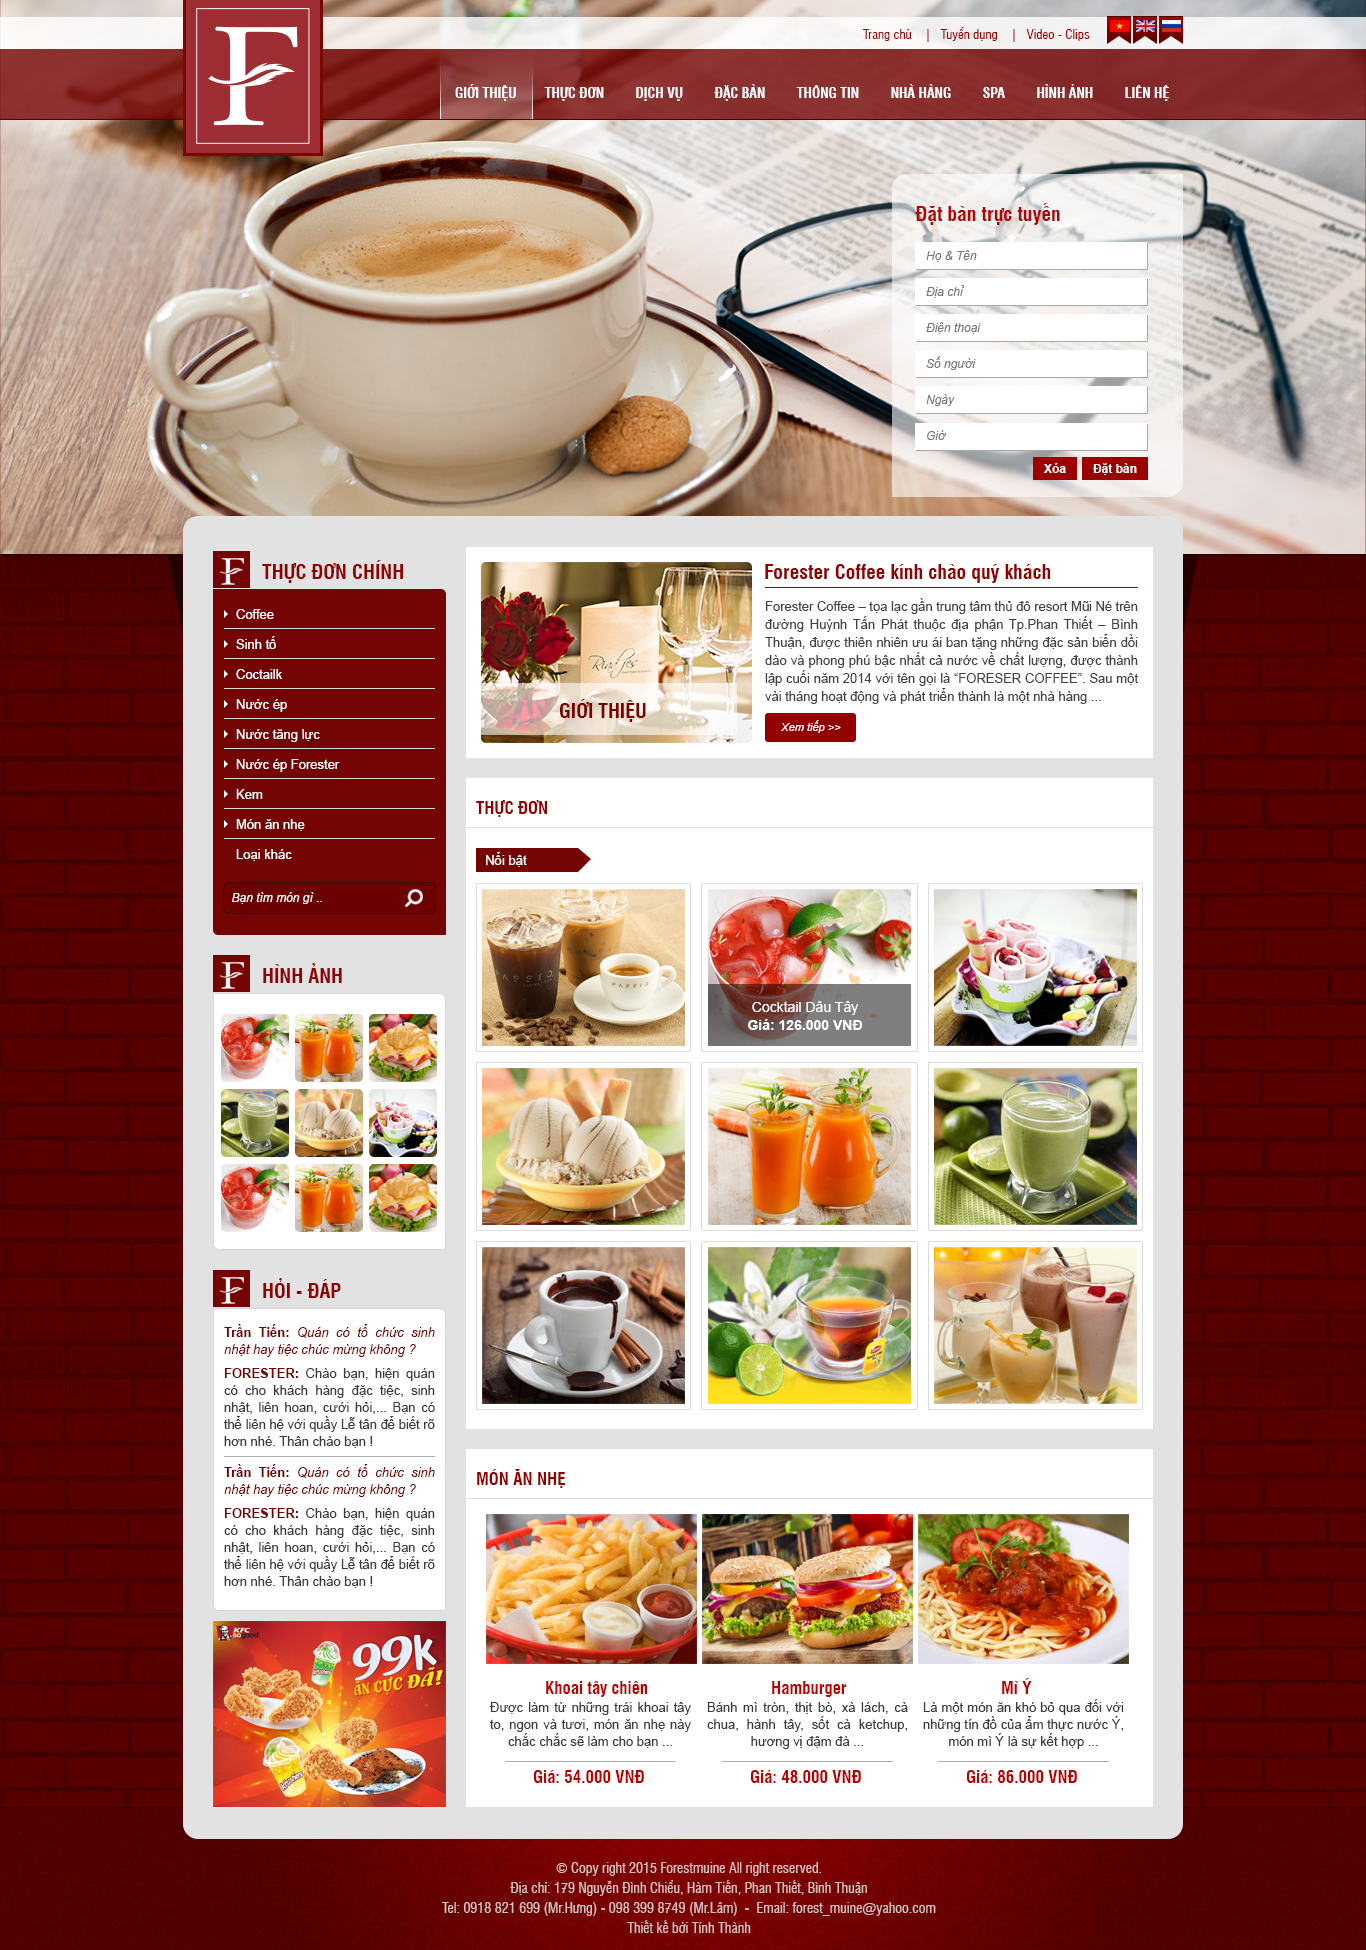 Trang chủ | Tuyển dụng | Video - Clips
GIỚI THIỆU THỰC ĐƠN DỊCH VỤ ĐẶC BẢN THÔNG TIN NHÀ HÀNG SPA HÌNH ẢNH LIÊN HỆ
Đặt bàn trực tuyến
Họ & Tên
Địa chỉ
Điện thoại
Số người
Ngày
Giờ
Xóa Đặt bàn
THỰC ĐƠN CHÍNH
Coffee
Sinh tố
Coctailk
Nước ép
Nước tăng lực
Nước ép Forester
Kem
Món ăn nhẹ
Loại khác
Bạn tìm món gì ..
HÌNH ẢNH
HỎI - ĐÁP
Trần Tiến: Quán có tổ chức sinh
nhật hay tiệc chúc mừng không ?
FORESTER: Chào bạn, hiện quán
có cho khách hàng đặc tiệc, sinh
nhật, liên hoan, cưới hỏi,... Bạn có
thể liên hệ với quầy Lễ tân để biết rõ
hơn nhé. Thân chào bạn !
Trần Tiến: Quán có tổ chức sinh
nhật hay tiệc chúc mừng không ?
FORESTER: Chào bạn, hiện quán
có cho khách hàng đặc tiệc, sinh
nhật, liên hoan, cưới hỏi,... Bạn có
thể liên hệ với quầy Lễ tân để biết rõ
hơn nhé. Thân chào bạn !
KFC
so good
99K
ĂN CỰC ĐÃ!
GIỚI THIỆU
Forester Coffee kính chào quý khách
Forester Coffee – tọa lạc gần trung tâm thủ đô resort Mũi Né trên
đường Huỳnh Tấn Phát thuộc địa phận Tp.Phan Thiết – Bình
Thuận, được thiên nhiên ưu ái ban tặng những đặc sản biển dồi
dào và phong phú bậc nhất cả nước về chất lượng, được thành
lập cuối năm 2014 với tên gọi là “FORESER COFFEE”. Sau một
vài tháng hoạt động và phát triển thành là một nhà hàng ...
Xem tiếp >>
THỰC ĐƠN
Nổi bật
PASSIO
PASSIO
Cocktail Dâu Tây
Giá: 126.000 VNĐ
MÓN ĂN NHẸ
Khoai tây chiên
Được làm từ những trái khoai tây
to, ngon và tươi, món ăn nhẹ này
chắc chắc sẽ làm cho bạn ...
Giá: 54.000 VNĐ
Hamburger
Bánh mì tròn, thịt bò, xà lách, cà
chua, hành tây, sốt cà ketchup,
hương vị đậm đà ...
Giá: 48.000 VNĐ
Mì Ý
Là một món ăn khó bỏ qua đối với
những tín đồ của ẩm thực nước Ý,
món mì Ý là sự kết hợp ...
Giá: 86.000 VNĐ
© Copy right 2015 Forestmuine All right reserved.
Địa chỉ: 179 Nguyễn Đình Chiểu, Hàm Tiến, Phan Thiết, Bình Thuận
Tel: 0918 821 699 (Mr.Hưng) - 098 399 8749 (Mr.Lâm) - Email: forest_muine@yahoo.com
Thiết kế bởi Tính Thành